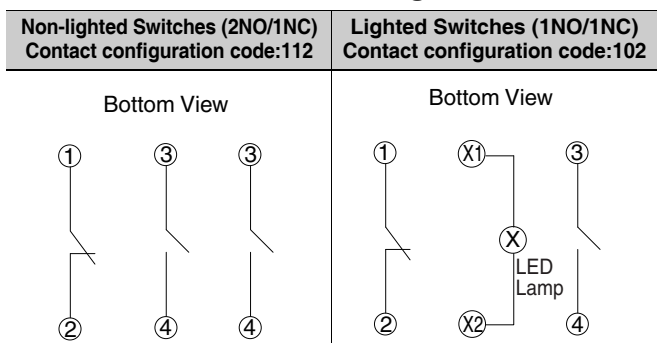 Non-lighted Switches (2NO/1NC)
Contact configuration code:112
Lighted Switches (1NO/1NC)
Contact configuration code:102
Bottom View
1 3 3
2 4 4
Bottom View
1 X1 3
X
LED
Lamp
2 X2 4